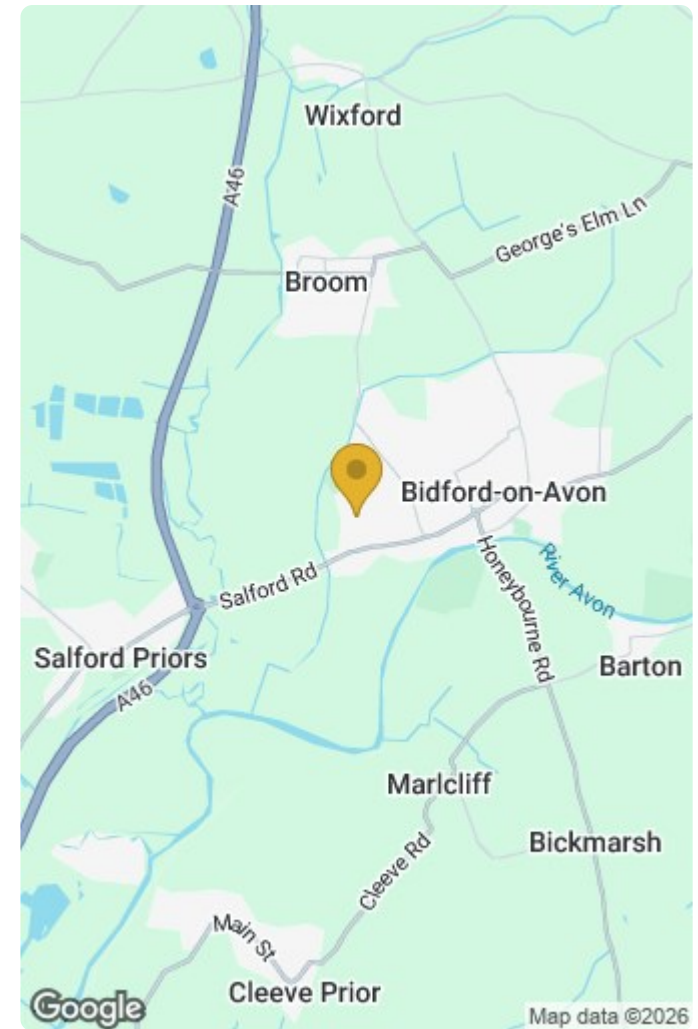 Wixford
A46
George's Elm Ln
Broom
Bidford-on-Avon
Salford Rd
Honeybourne Rd
River Avon
Salford Priors
Barton
A46
Marlcliff
Bickmarsh
Cleeve Rd
Main St
Cleeve Prior
Google
Map data ©2026